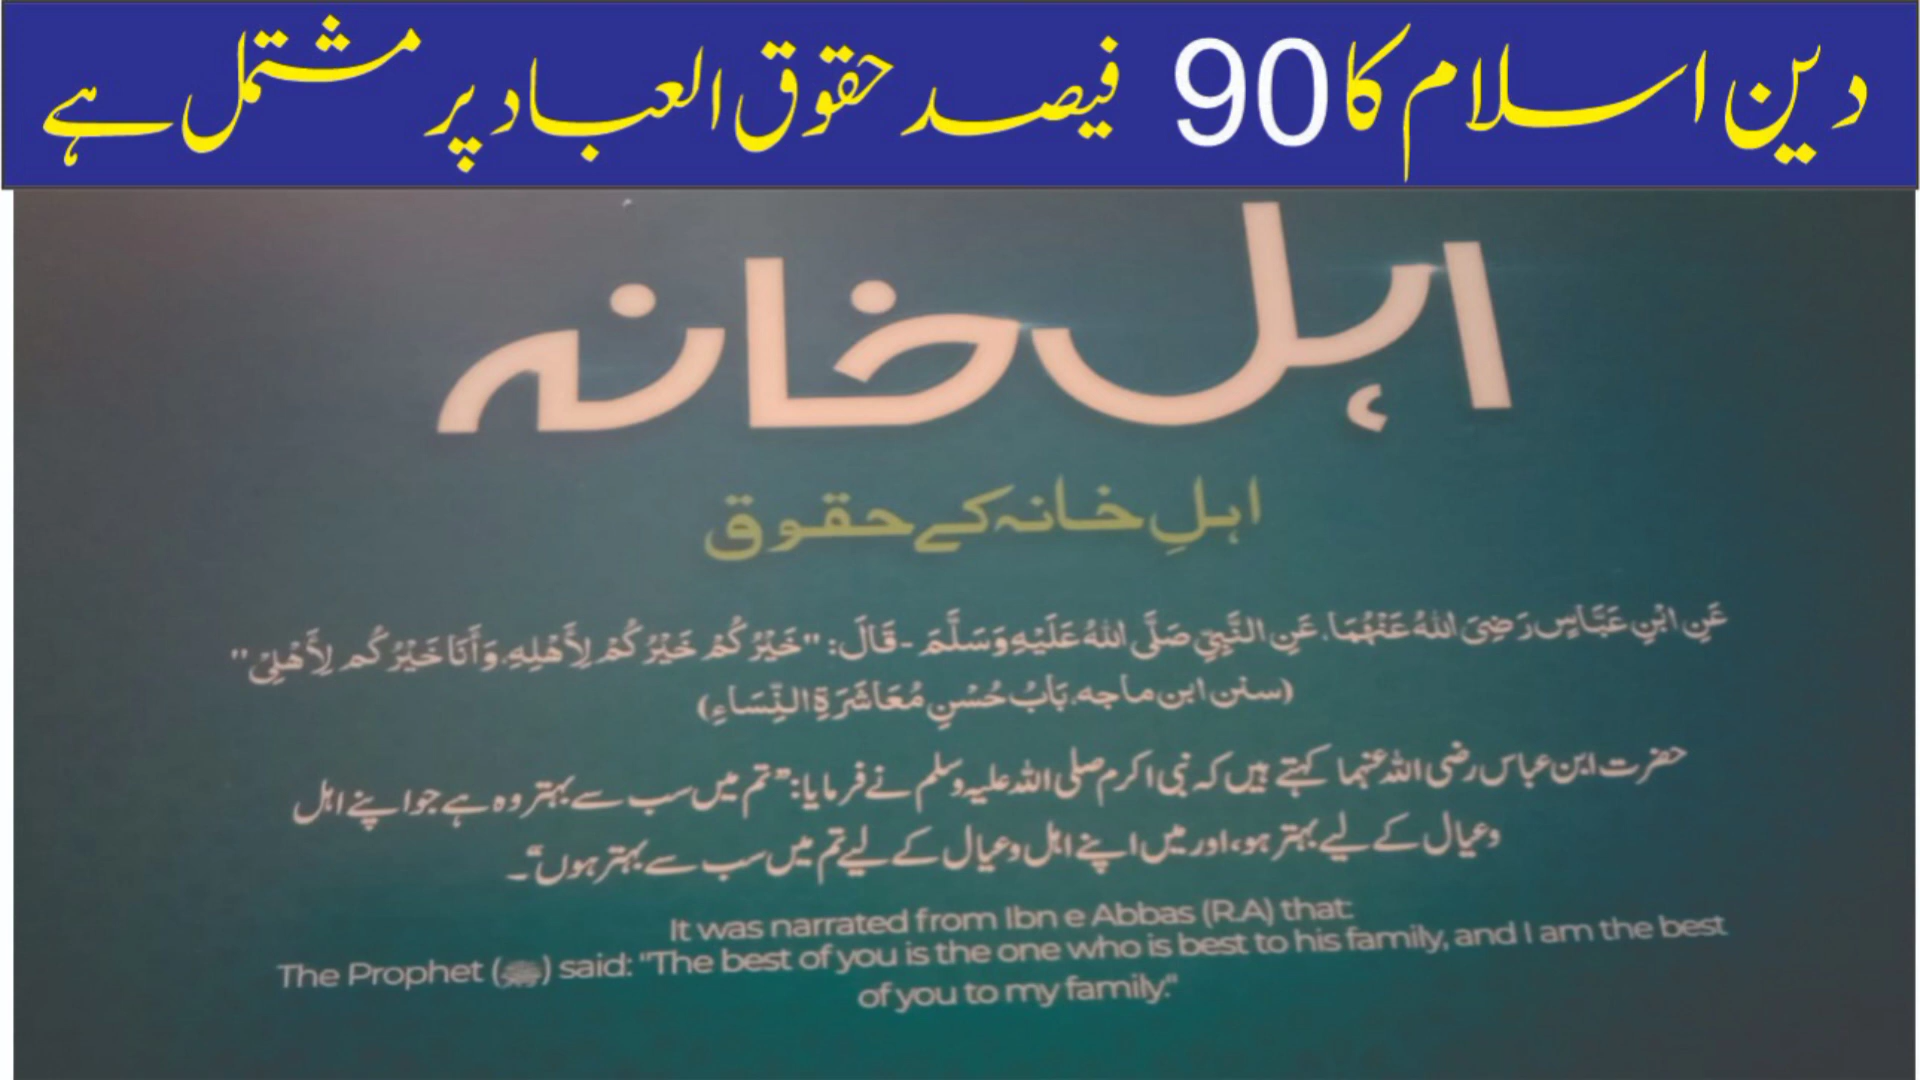 دین اسلام کا 90 فیصد حقوق العباد پر مشتمل ہے
اہل خانہ
اہلِ خانہ کے حقوق
عَنِ ابْنِ عَبَّاسٍ رَضِیَ اللهُ عَنْهُمَا، عَنِ النَّبِيِّ صَلَّى اللهُ عَلَيْهِ وَسَلَّمَ - قَالَ: "خَيْرُكُمْ خَيْرُكُمْ لِأَهْلِهِ، وَأَنَا خَيْرُكُم لِأَهْلِيْ"
(سنن ابن ماجه، بَابُ حُسْنِ مُعَاشَرَةِ النِّسَاءِ)
حضرت ابن عباس رضی اللہ عنہما کہتے ہیں کہ نبی اکرم صلی اللہ علیہ وسلم نے فرمایا: ”تم میں سب سے بہتر وہ ہے جو اپنے اہل
وعیال کے لیے بہتر ہو، اور میں اپنے اہل وعیال کے لیے تم میں سب سے بہتر ہوں“۔
It was narrated from Ibn e Abbas (R.A) that:
The Prophet (ﷺ) said: "The best of you is the one who is best to his family, and I am the best
of you to my family."